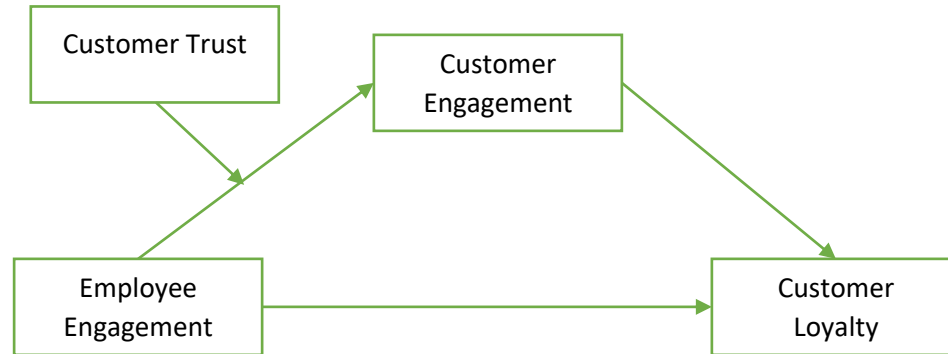 Customer Trust
Customer
Engagement
Employee
Engagement
Customer
Loyalty